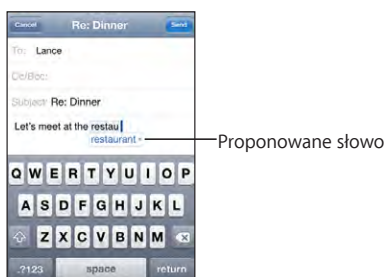 Cancel Re: Dinner Send
To: Lance
Cc/Bcc:
Subject: Re: Dinner
Let's meet at the restau
restaurant ×
Proponowane słowo
Q W E R T Y U I O P
A S D F G H J K L
Z X C V B N M
.?123 space return